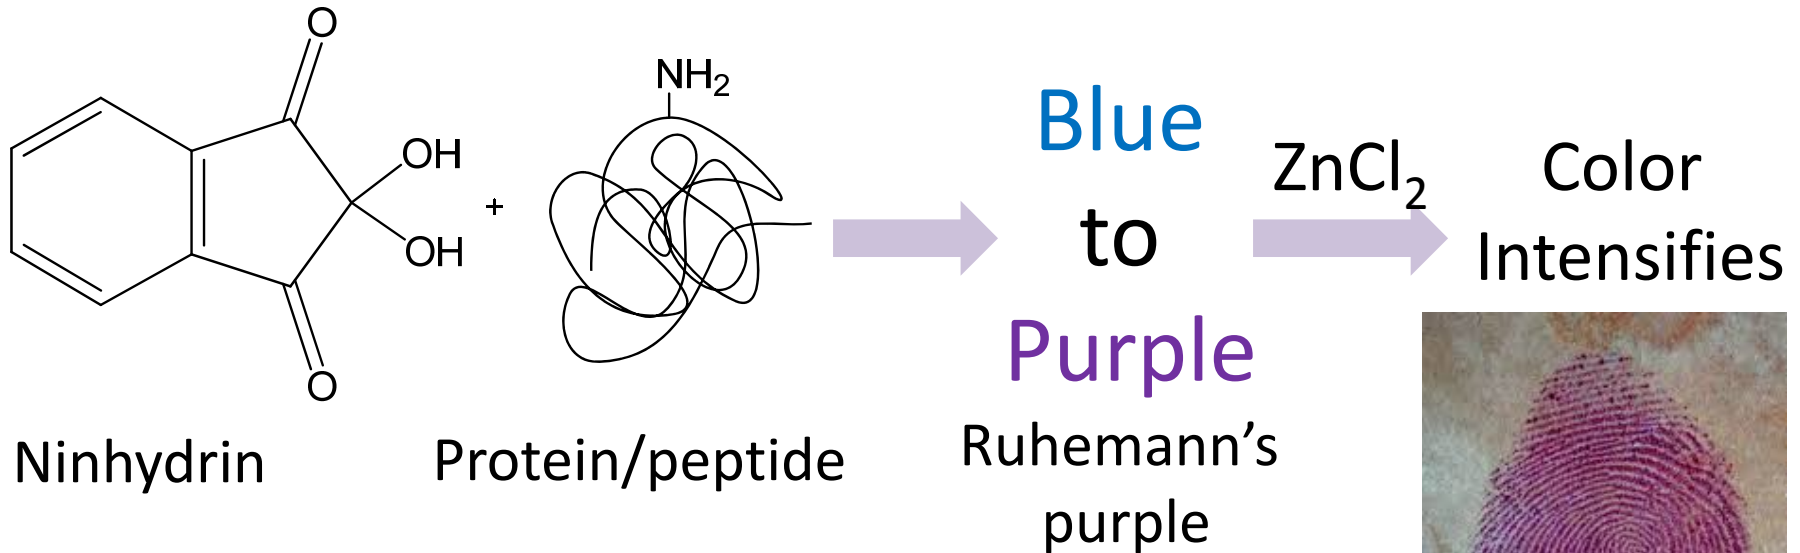 O
OH
OH
O
Ninhydrin
+
NH2
Protein/peptide
Blue
to
Purple
Ruhemann’s
purple
ZnCl2
Color
Intensifies